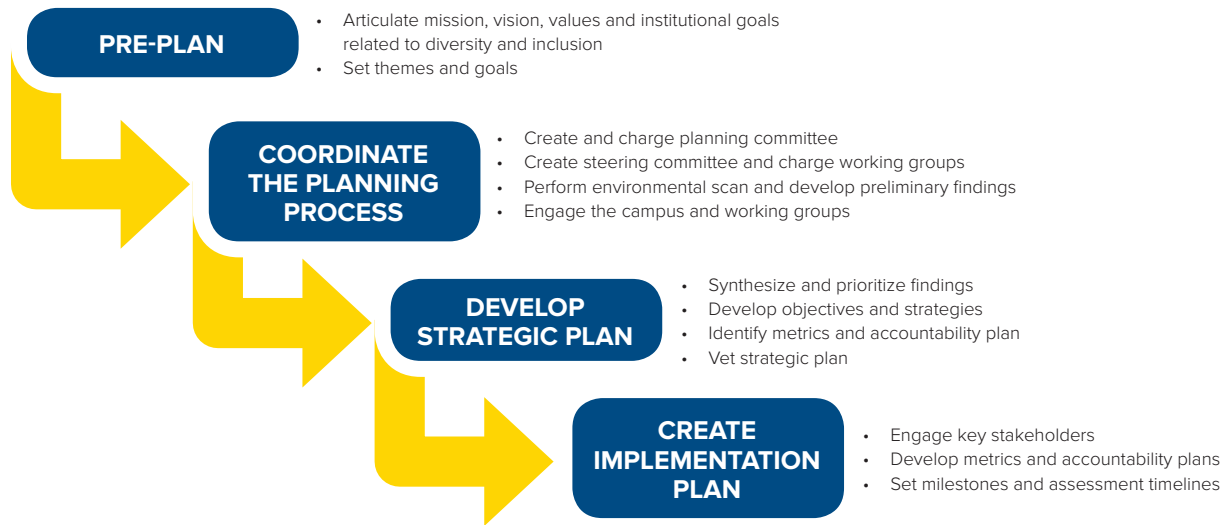 PRE-PLAN
• Articulate mission, vision, values and institutional goals
related to diversity and inclusion
• Set themes and goals
COORDINATE
THE PLANNING
PROCESS
• Create and charge planning committee
• Create steering committee and charge working groups
• Perform environmental scan and develop preliminary findings
• Engage the campus and working groups
DEVELOP
STRATEGIC PLAN
• Synthesize and prioritize findings
• Develop objectives and strategies
• Identify metrics and accountability plan
• Vet strategic plan
CREATE
IMPLEMENTATION
PLAN
• Engage key stakeholders
• Develop metrics and accountability plans
• Set milestones and assessment timelines